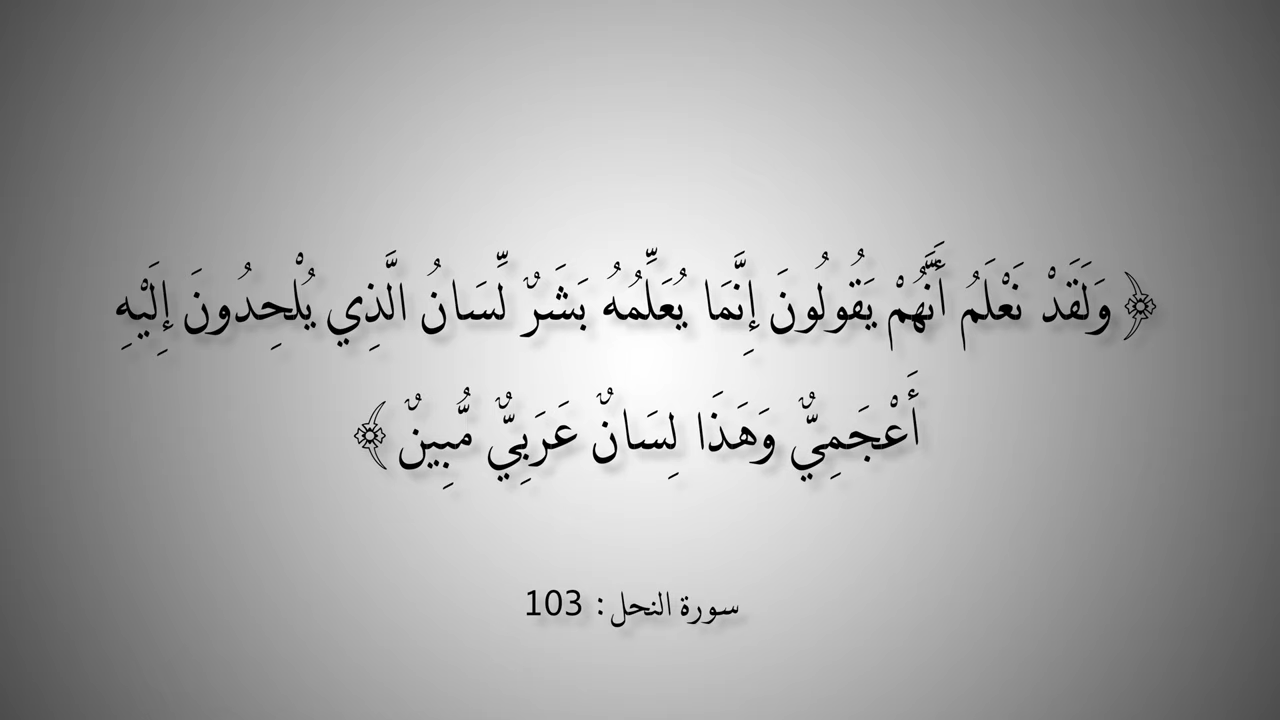 ﴿ وَلَقَدْ نَعْلَمُ أَنَّهُمْ يَقُولُونَ إِنَّمَا يُعَلِّمُهُ بَشَرٌ لِّسَانُ الَّذِي يُلْحِدُونَ إِلَيْهِ
أَعْجَمِيٌّ وَهَذَا لِسَانٌ عَرَبِيٌّ مُّبِينٌ ﴾
سورة النحل: 103